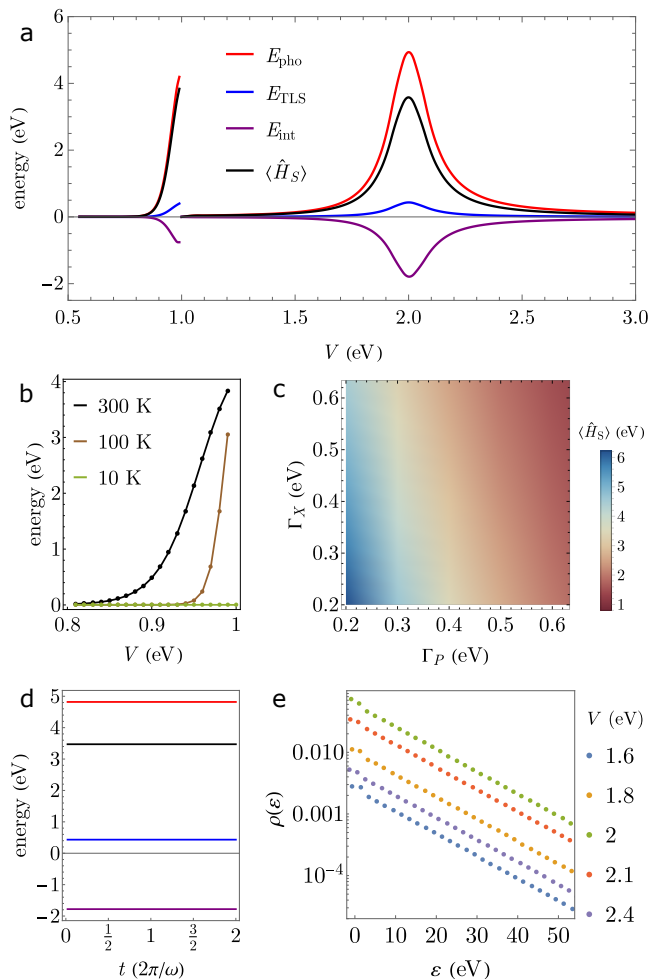 a
energy (eV)
6
4
2
0
−2
E_pho
E_TLS
E_int
⟨Ĥ_S⟩
0.5 1.0 1.5 2.0 2.5 3.0
V (eV)
b
energy (eV)
4
3
2
1
0
300 K
100 K
10 K
0.8 0.9 1
V (eV)
c
Γ_X (eV)
0.6
0.5
0.4
0.3
0.2
0.2 0.3 0.4 0.5 0.6
Γ_P (eV)
⟨Ĥ_S⟩ (eV)
6
5
4
3
2
1
d
energy (eV)
5
4
3
2
1
0
−1
−2
0 1/2 1 3/2 2
t (2π/ω)
e
ρ(ε)
0.010
0.001
10⁻⁴
0 10 20 30 40 50
ε (eV)
V (eV)
1.6
1.8
2
2.1
2.4